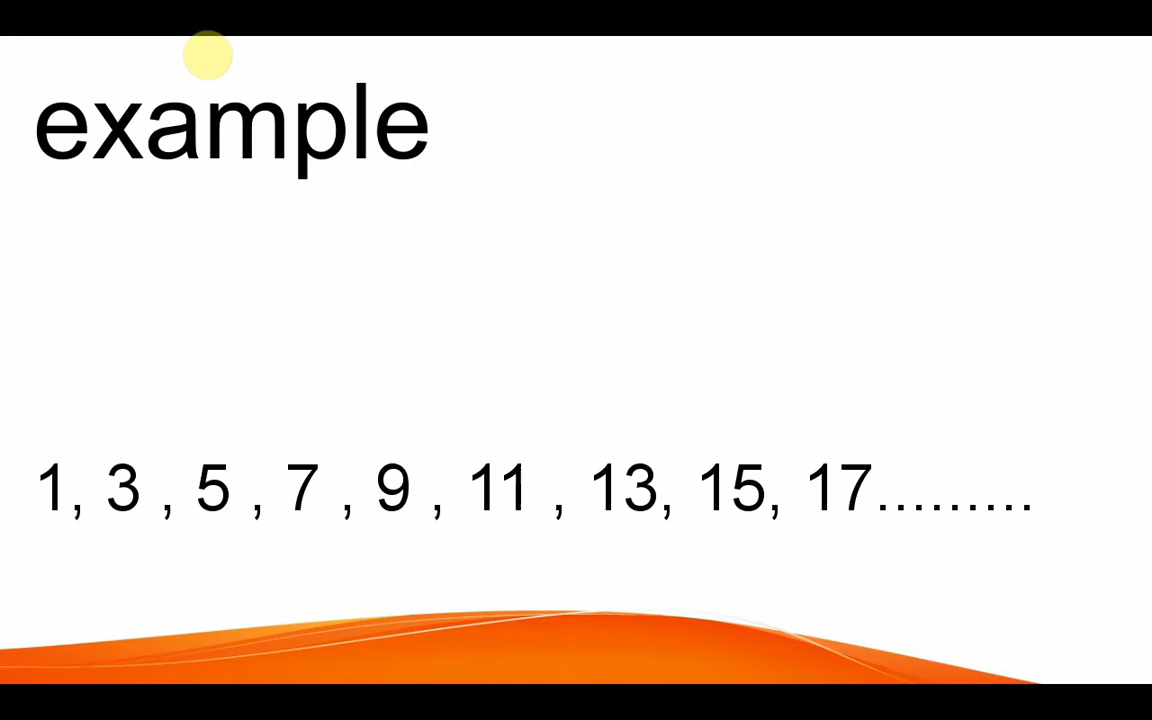 example
1, 3 , 5 , 7 , 9 , 11 , 13, 15, 17.........